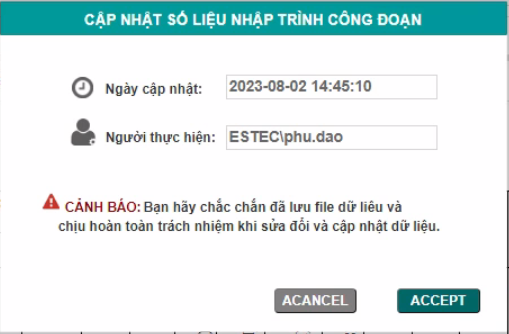 CẬP NHẬT SỐ LIỆU NHẬP TRÌNH CÔNG ĐOẠN
Ngày cập nhật: 2023-08-02 14:45:10
Người thực hiện: ESTEC\phu.dao
CẢNH BÁO: Bạn hãy chắc chắn đã lưu file dữ liêu và
chịu hoàn toàn trách nhiệm khi sửa đổi và cập nhật dữ liệu.
ACANCEL ACCEPT